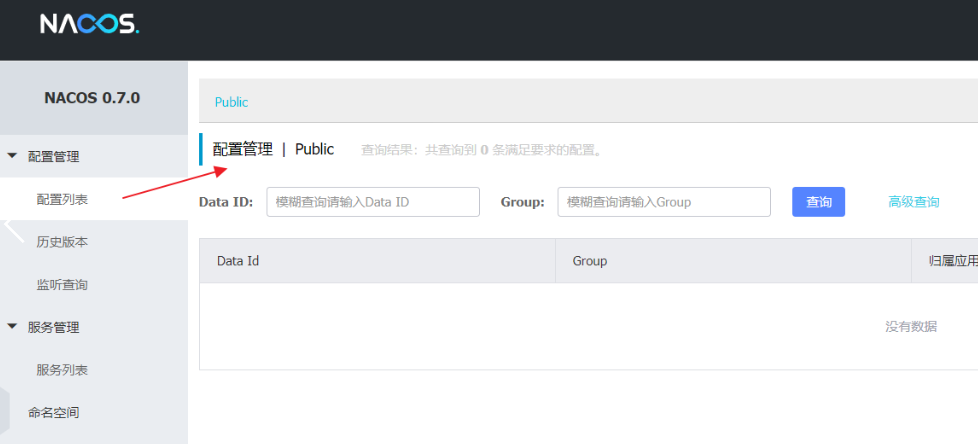 NACOS.
NACOS 0.7.0
配置管理
配置列表
历史版本
监听查询
服务管理
服务列表
命名空间
Public
配置管理 | Public 查询结果：共查询到 0 条满足要求的配置。
Data ID: 模糊查询请输入Data ID Group: 模糊查询请输入Group 查询 高级查询
Data Id Group 归属应用
没有数据